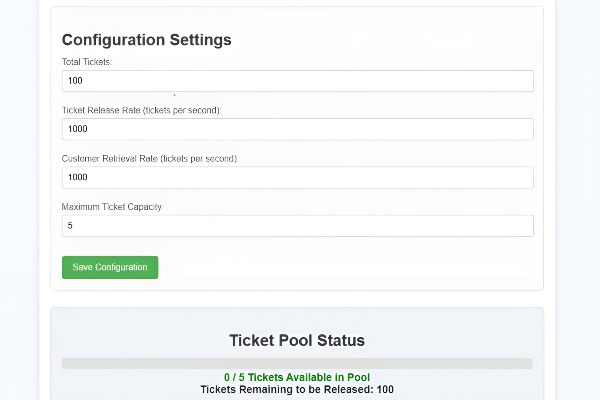 Configuration Settings
Total Tickets:
100
Ticket Release Rate (tickets per second):
1000
Customer Retrieval Rate (tickets per second):
1000
Maximum Ticket Capacity:
5
Save Configuration
Ticket Pool Status
0 / 5 Tickets Available in Pool
Tickets Remaining to be Released: 100